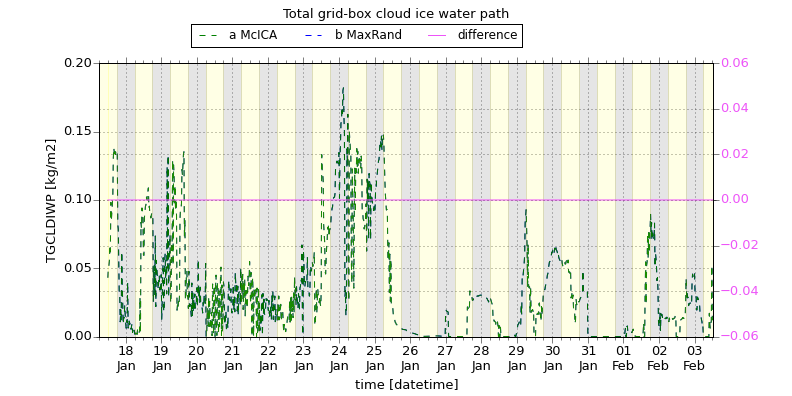 Total grid-box cloud ice water path
a McICA b MaxRand difference
TGCLDIWP [kg/m2]
0.20 0.06
0.04
0.15
0.02
0.10 0.00
−0.02
0.05
−0.04
0.00 −0.06
18 19 20 21 22 23 24 25 26 27 28 29 30 31 01 02 03
Jan Jan Jan Jan Jan Jan Jan Jan Jan Jan Jan Jan Jan Jan Feb Feb Feb
time [datetime]